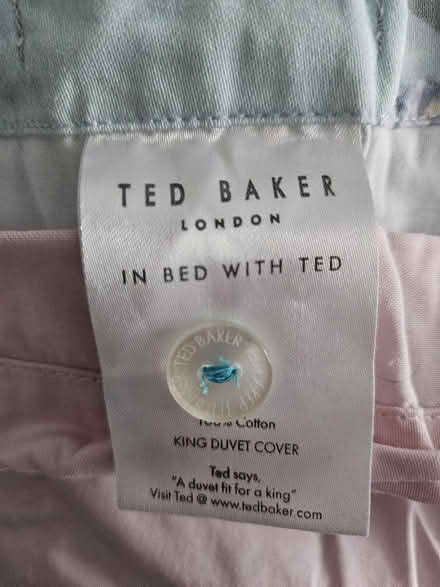 TED BAKER
LONDON
IN BED WITH TED
TED BAKER
100% Cotton
KING DUVET COVER
Ted says,
"A duvet fit for a king"
Visit Ted @ www.tedbaker.com